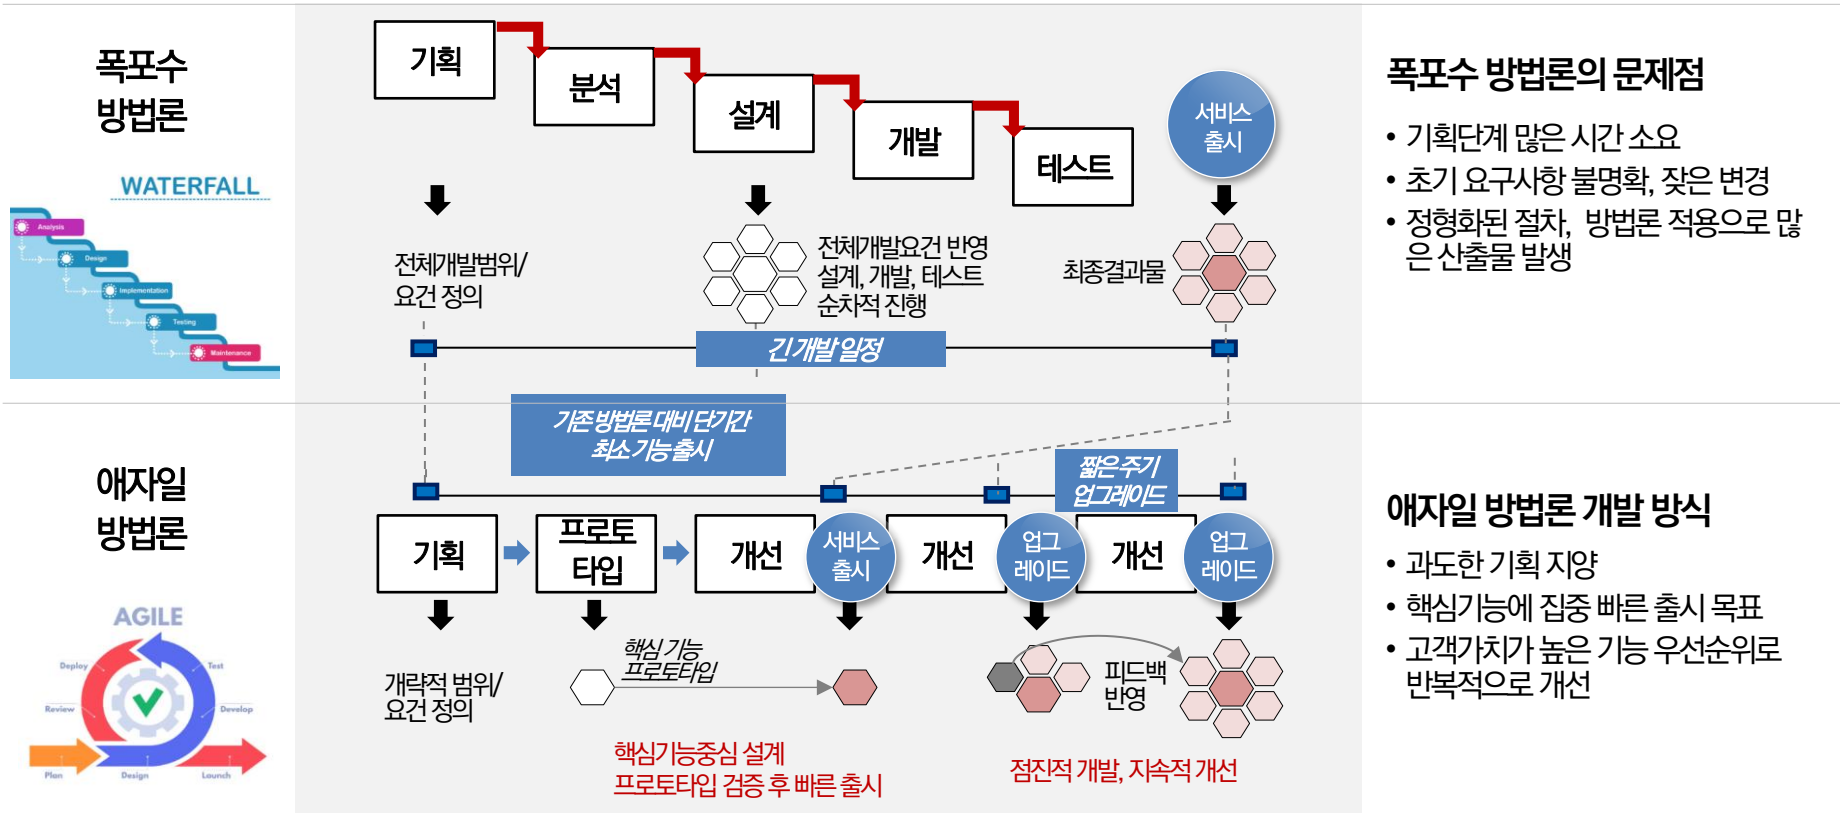 폭포수
방법론
WATERFALL
Analysis
Design
Implementation
Testing
Maintenance
기획
분석
설계
개발
테스트
서비스
출시
전체개발범위/
요건 정의
전체개발요건 반영
설계, 개발, 테스트
순차적 진행
최종결과물
긴 개발 일정
폭포수 방법론의 문제점
• 기획단계 많은 시간 소요
• 초기 요구사항 불명확, 잦은 변경
• 정형화된 절차, 방법론 적용으로 많
은 산출물 발생
기존 방법론 대비 단기간
최소 기능 출시
짧은 주기
업그레이드
애자일
방법론
AGILE
Deploy
Test
Review
Develop
Plan
Design
Launch
기획
프로토
타입
개선
서비스
출시
개선
업그
레이드
개선
업그
레이드
개략적 범위/
요건 정의
핵심 기능
프로토타입
피드백
반영
핵심기능중심 설계
프로토타입 검증 후 빠른 출시
점진적 개발, 지속적 개선
애자일 방법론 개발 방식
• 과도한 기획 지양
• 핵심기능에 집중 빠른 출시 목표
• 고객가치가 높은 기능 우선순위로
반복적으로 개선